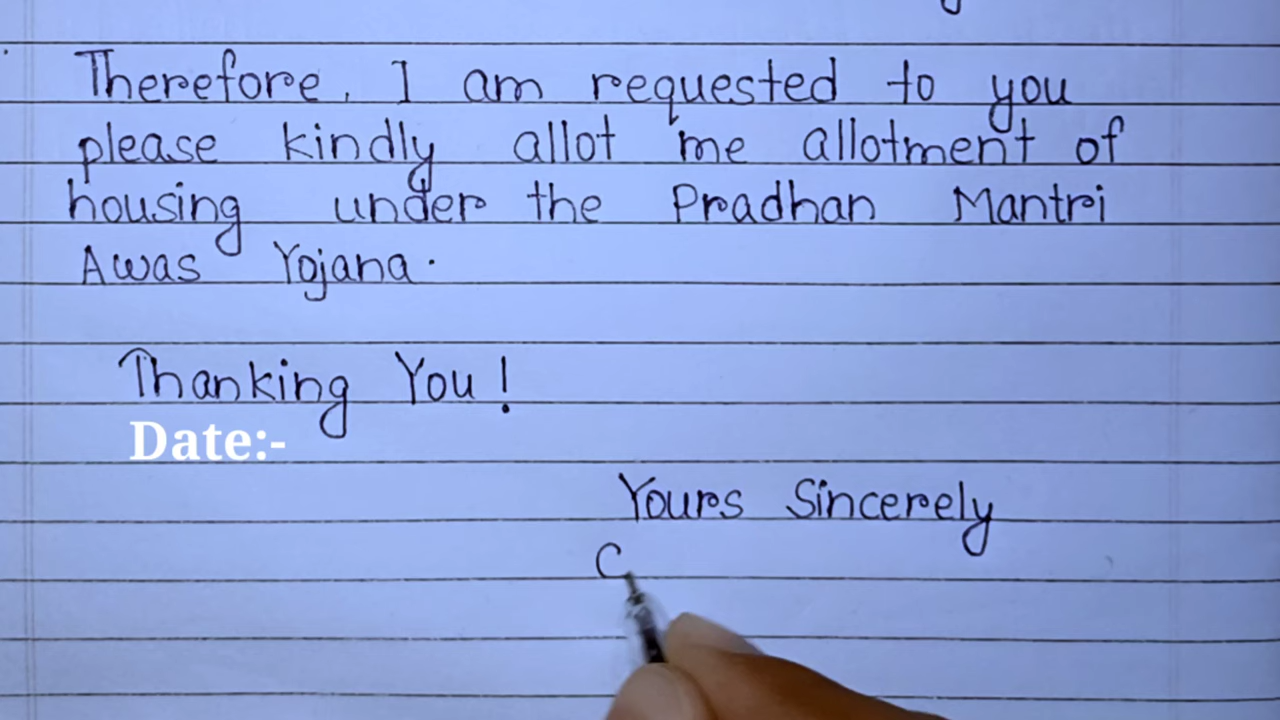 Therefore, I am requested to you
please kindly allot me allotment of
housing under the Pradhan Mantri
Awas Yojana.
Thanking You!
Date:-
Yours Sincerely
C